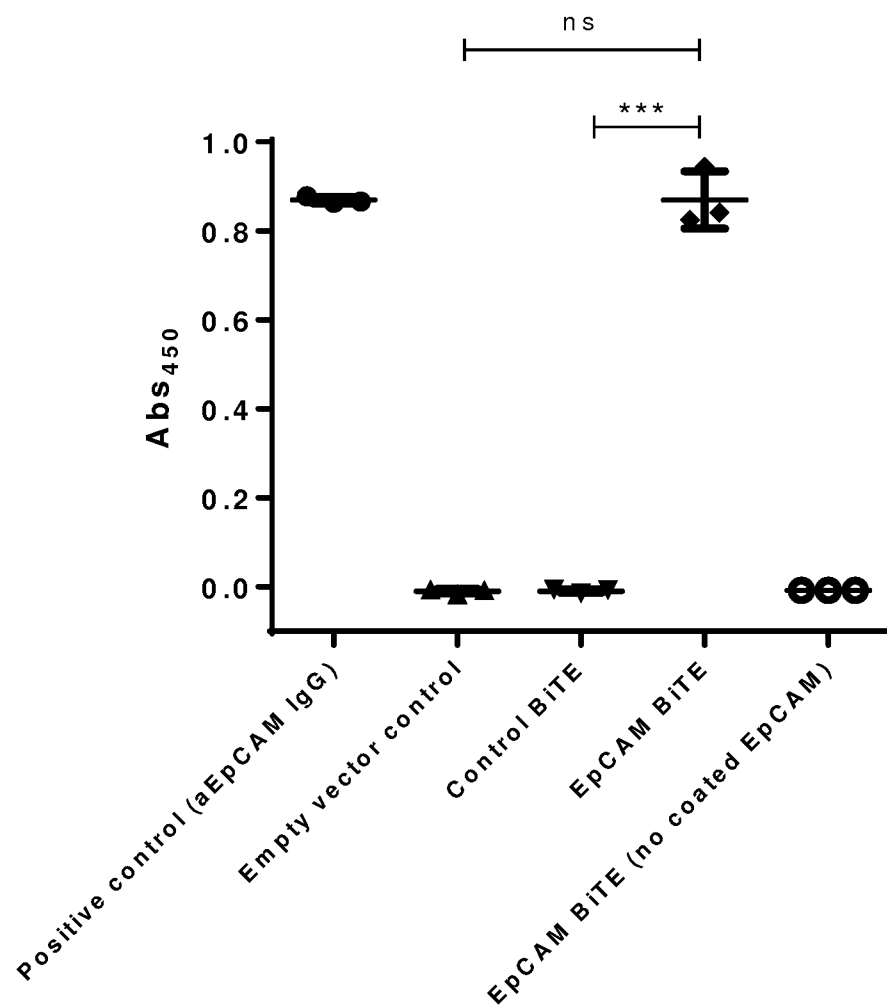 ns
***
1.0
0.8
0.6
0.4
0.2
0.0
Abs450
Positive control (aEpCAM IgG)
Empty vector control
Control BiTE
EpCAM BiTE
EpCAM BiTE (no coated EpCAM)